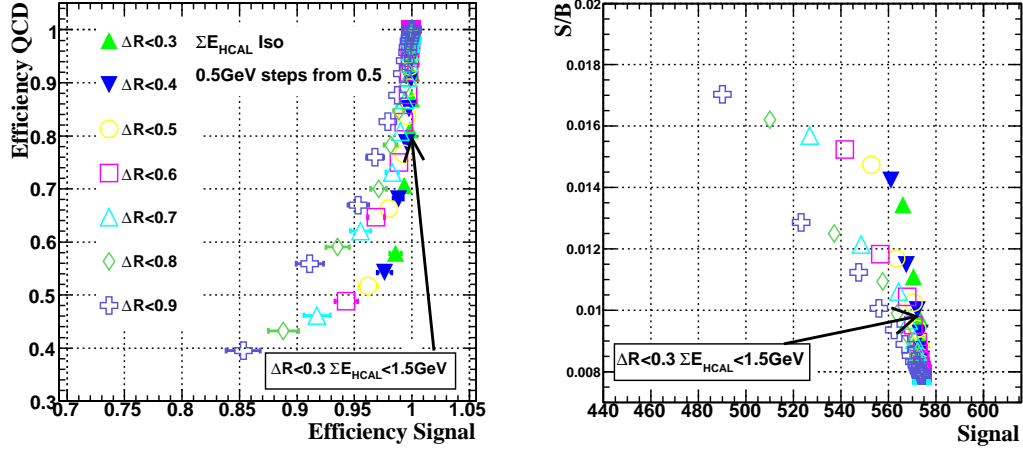 Efficiency QCD
1
0.9
0.8
0.7
0.6
0.5
0.4
0.3
ΔR<0.3
ΔR<0.4
ΔR<0.5
ΔR<0.6
ΔR<0.7
ΔR<0.8
ΔR<0.9
ΣE_HCAL Iso
0.5GeV steps from 0.5
ΔR<0.3 ΣE_HCAL<1.5GeV
0.7 0.75 0.8 0.85 0.9 0.95 1 1.05
Efficiency Signal
S/B
0.02
0.018
0.016
0.014
0.012
0.01
0.008
ΔR<0.3 ΣE_HCAL<1.5GeV
440 460 480 500 520 540 560 580 600
Signal